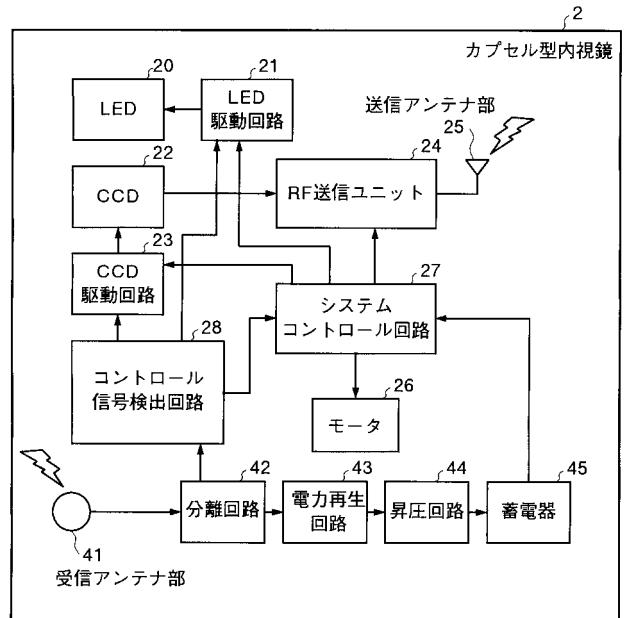 2
カプセル型内視鏡
20
LED
21
LED
駆動回路
送信アンテナ部
25
22
CCD
24
RF送信ユニット
23
CCD
駆動回路
27
システム
コントロール回路
28
コントロール
信号検出回路
26
モータ
42
分離回路
43
電力再生
回路
44
昇圧回路
45
蓄電器
41
受信アンテナ部